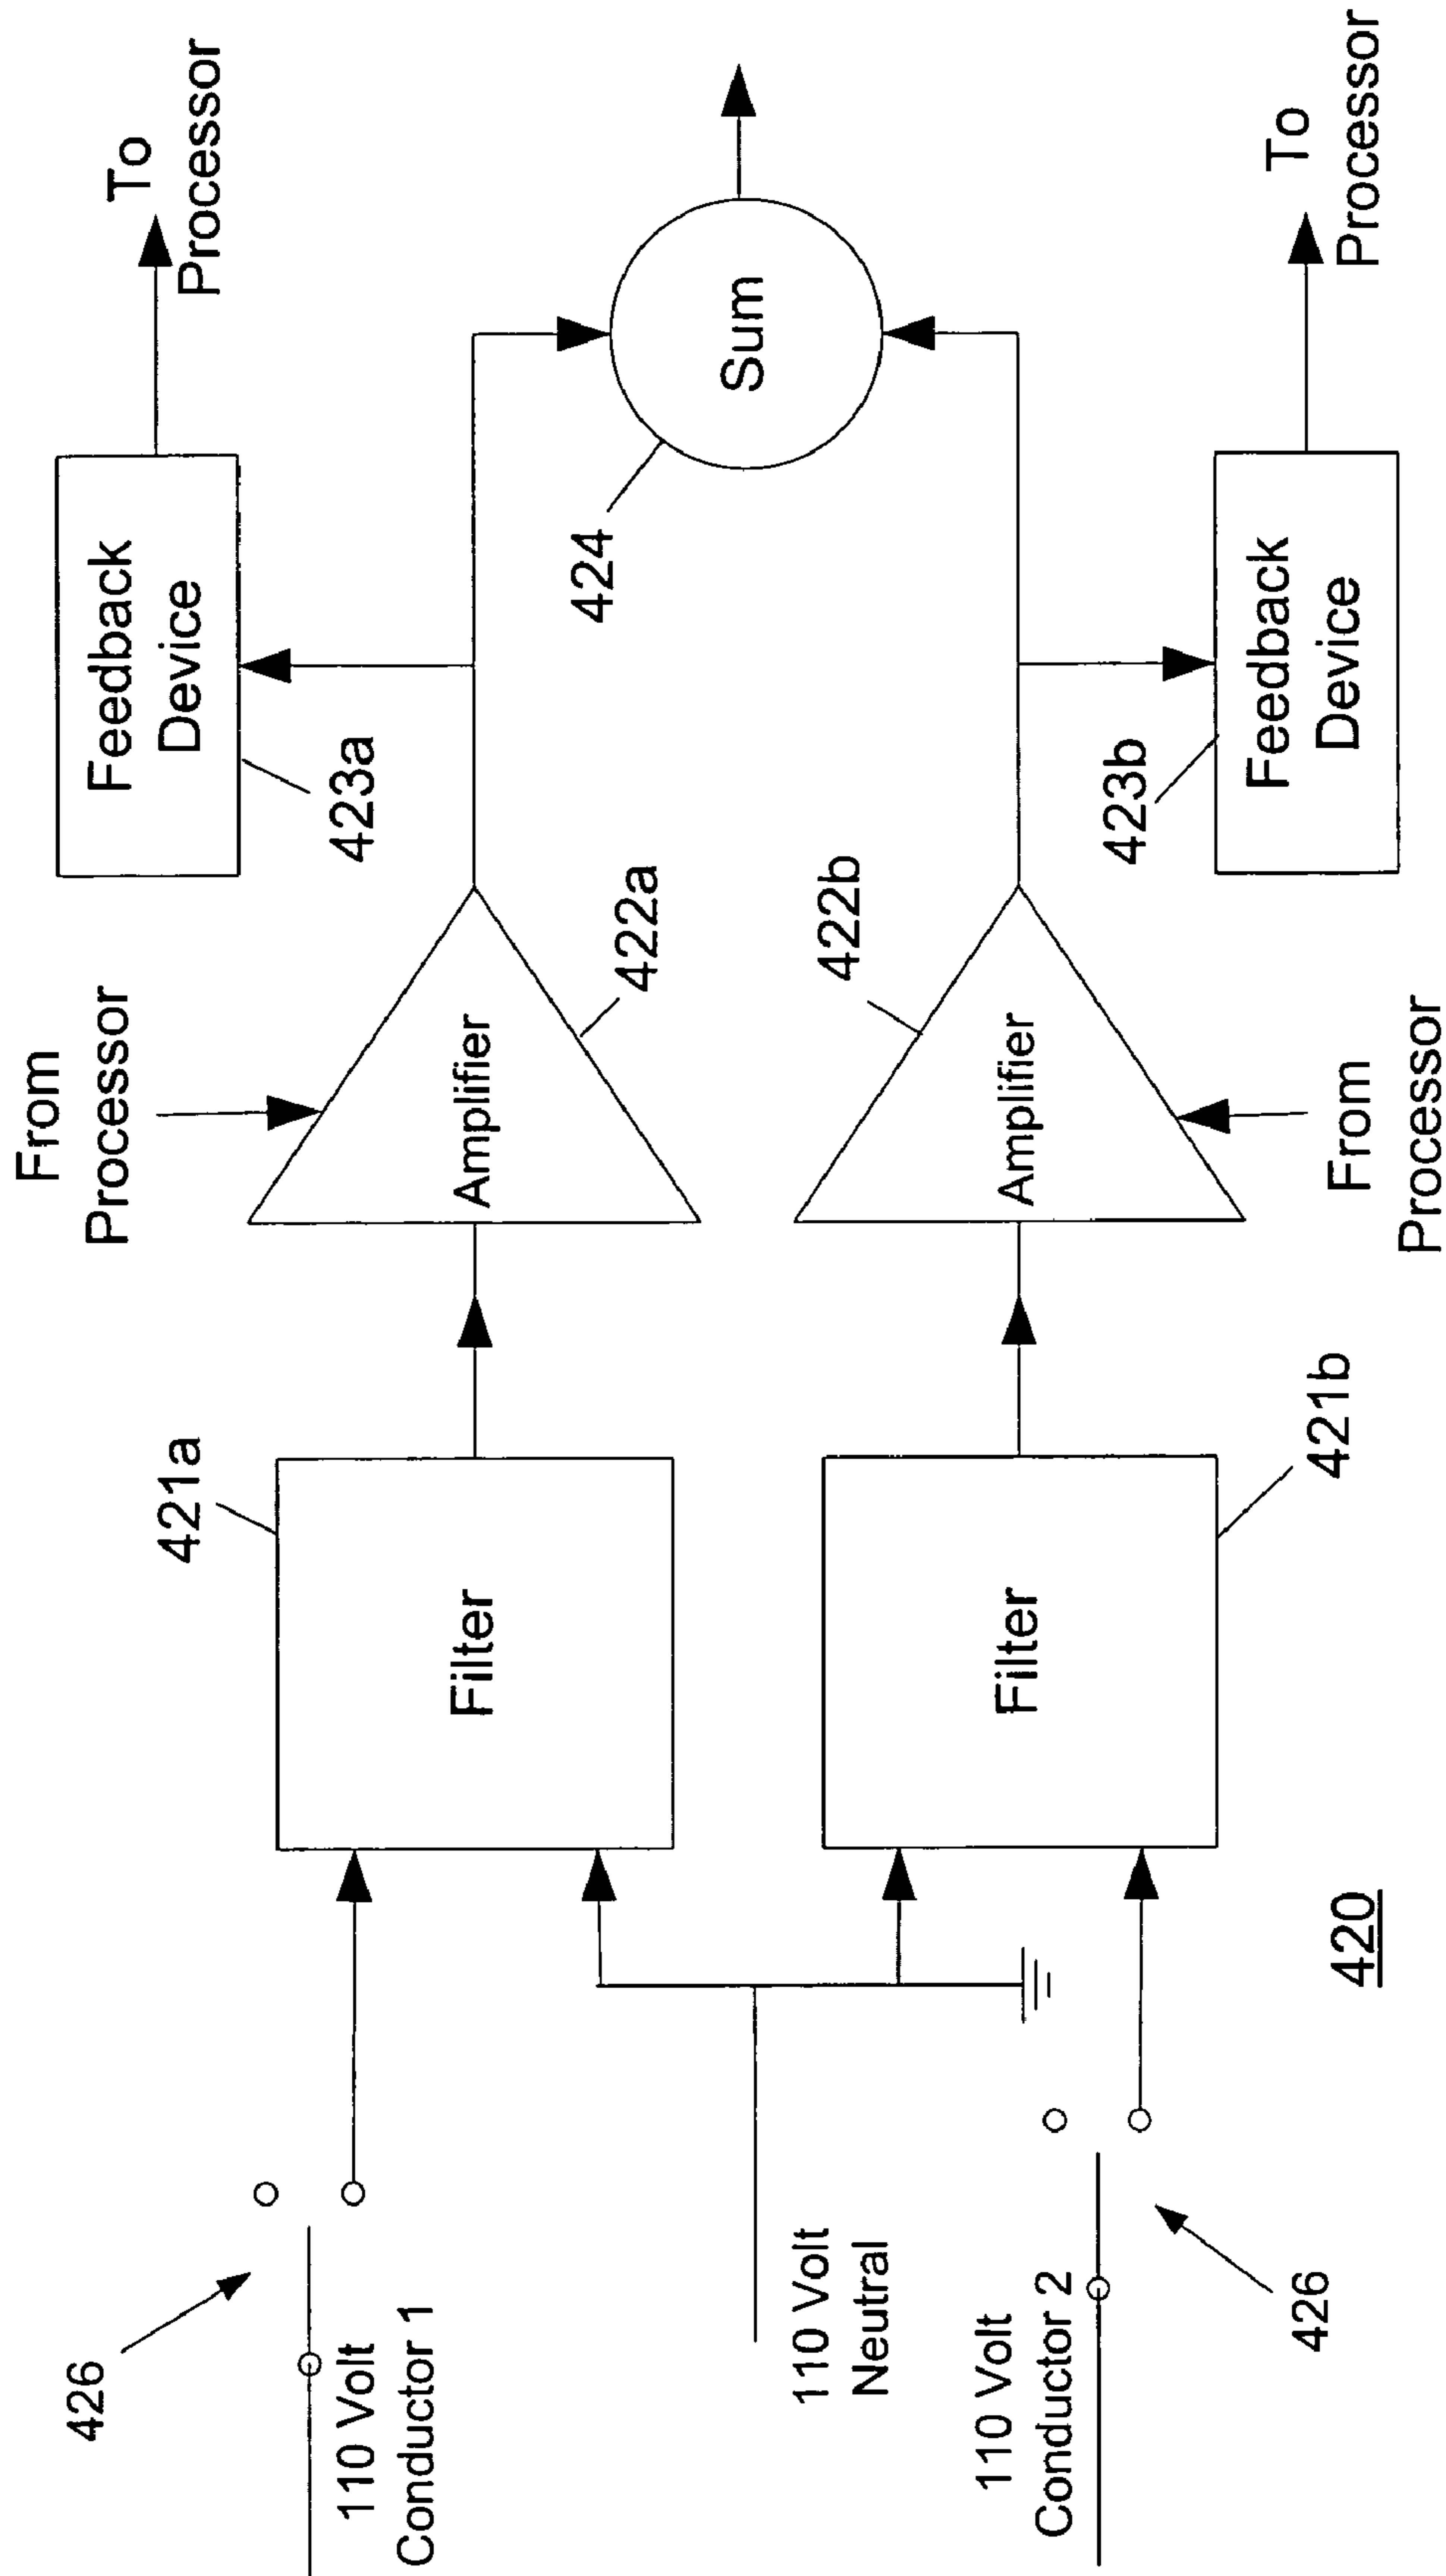 426
110 Volt
Conductor 1
110 Volt
Neutral
110 Volt
Conductor 2
426
420
421a
Filter
Filter
421b
From
Processor
Amplifier
422a
422b
Amplifier
From
Processor
Feedback
Device
423a
To
Processor
423b
Feedback
Device
To
Processor
424
Sum